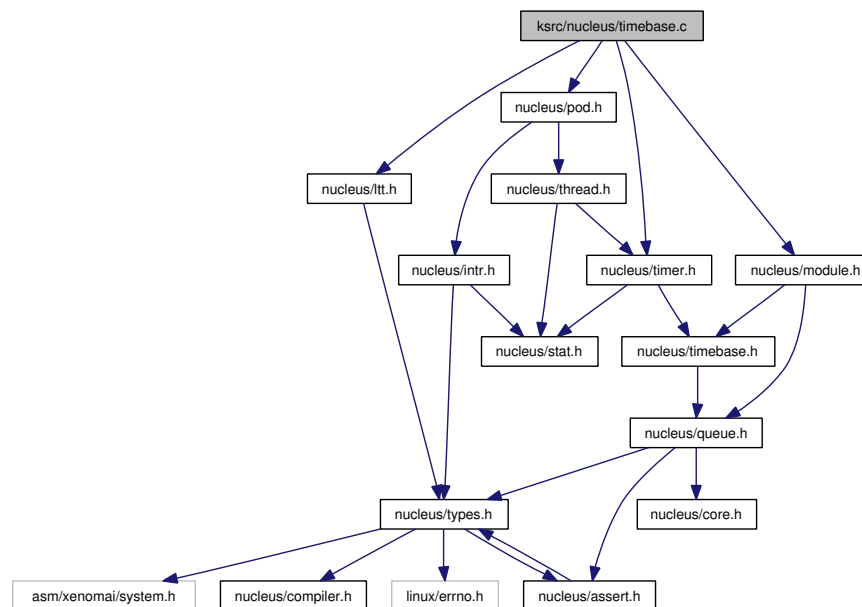 ksrc/nucleus/timebase.c
nucleus/pod.h
nucleus/ltt.h
nucleus/thread.h
nucleus/intr.h
nucleus/timer.h
nucleus/module.h
nucleus/stat.h
nucleus/timebase.h
nucleus/queue.h
nucleus/types.h
nucleus/core.h
asm/xenomai/system.h
nucleus/compiler.h
linux/errno.h
nucleus/assert.h